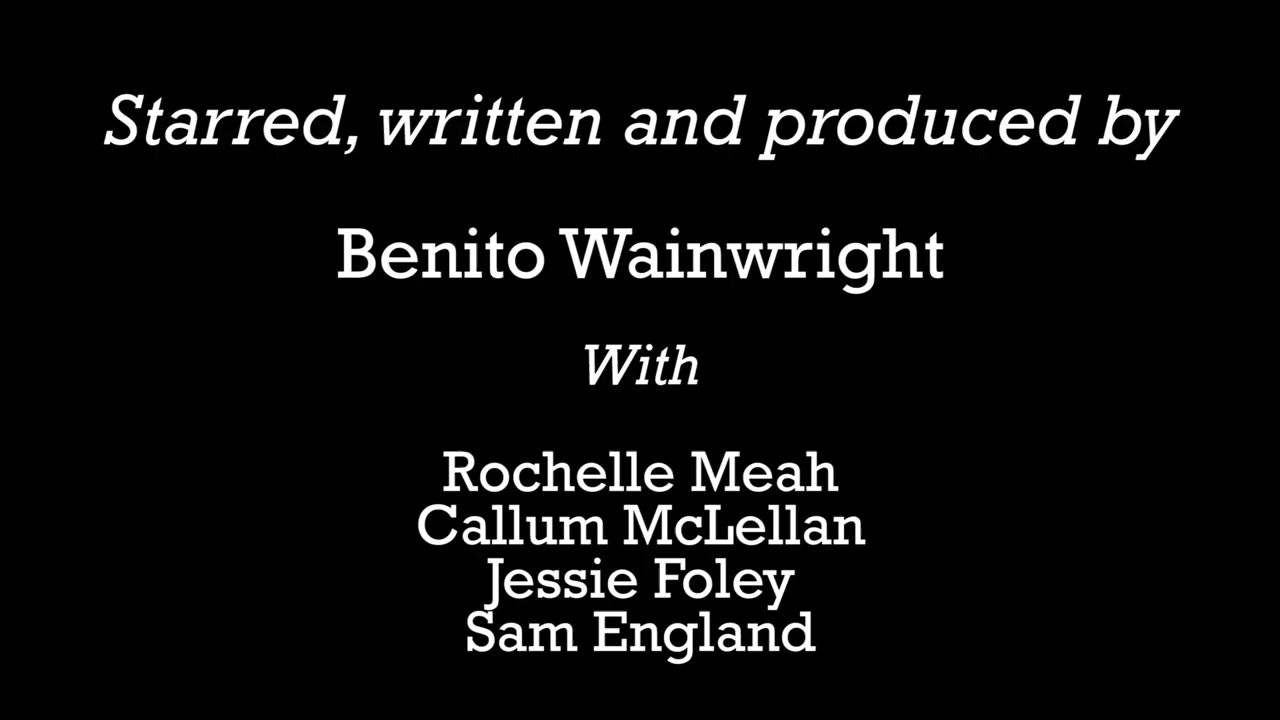 Starred, written and produced by
Benito Wainwright
With
Rochelle Meah
Callum McLellan
Jessie Foley
Sam England